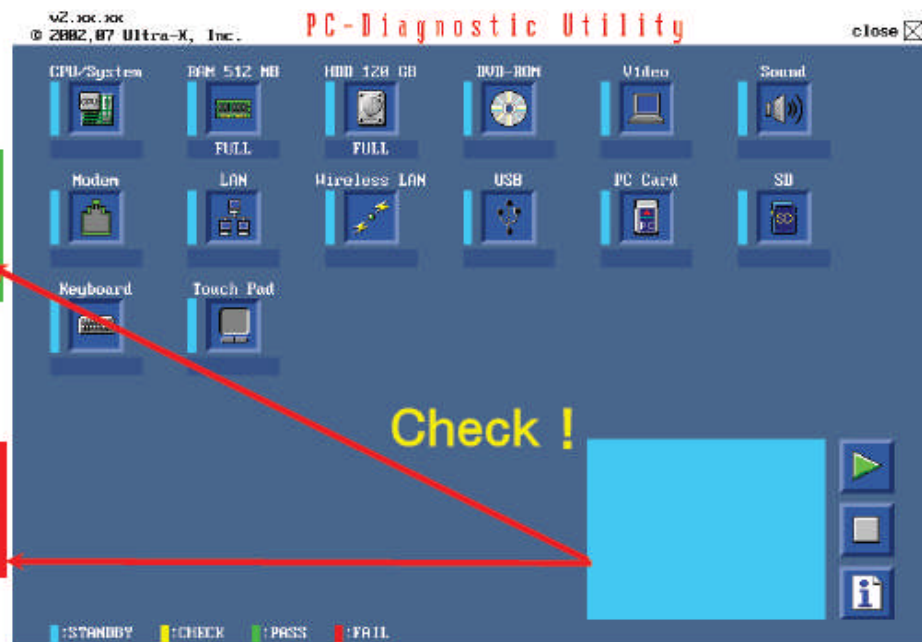 v2.xx.xx
© 2002,07 Ultra-X, Inc.
PC-Diagnostic Utility
close
CPU/System RAM 512 MB HDD 120 GB DVD-ROM Video Sound
FULL FULL
Modem LAN Wireless LAN USB PC Card SD
Keyboard Touch Pad
Check !
:STANDBY :CHECK :PASS :FAIL